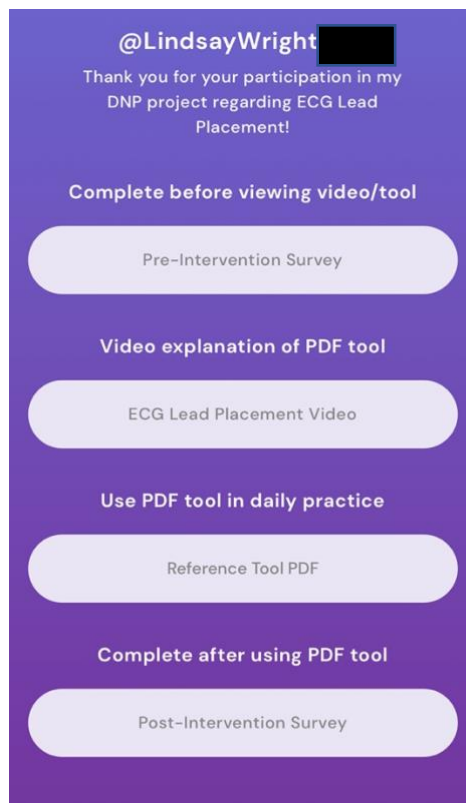 @LindsayWright
Thank you for your participation in my
DNP project regarding ECG Lead
Placement!
Complete before viewing video/tool
Pre-Intervention Survey
Video explanation of PDF tool
ECG Lead Placement Video
Use PDF tool in daily practice
Reference Tool PDF
Complete after using PDF tool
Post-Intervention Survey